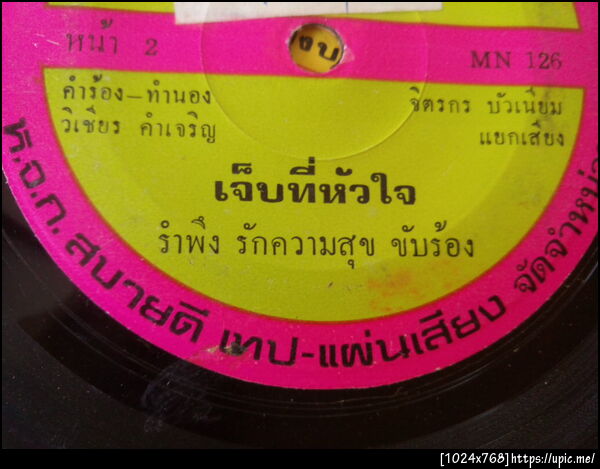 หน้า 2
MN 126
คำร้อง-ทำนอง
วิเชียร คำเจริญ
จิตรกร บัวเนียม
แยกเสียง
เจ็บที่หัวใจ
รำพึง รักความสุข ขับร้อง
ห.จ.ก. สบายดี เทป-แผ่นเสียง จัดจำหน่าย
[1024x768]https://upic.me/